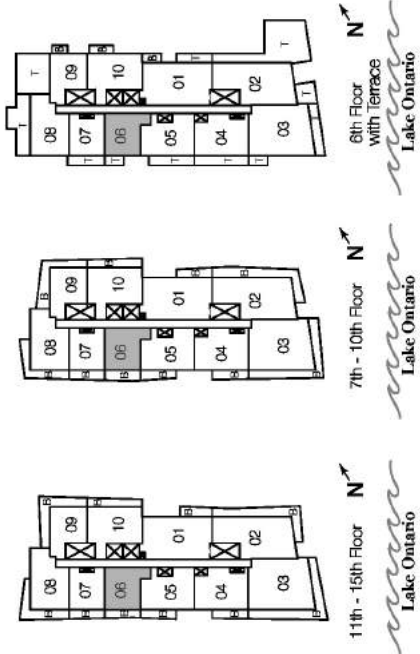 B
08
09
07
B
B
06
10
B
05
01
B
04
B
02
B
03
B
11th - 15th Floor
N
Lake Ontario
B
08
09
07
B
B
06
10
B
05
01
B
04
B
02
B
03
B
7th - 10th Floor
N
Lake Ontario
T
T
08
09
B
07
T
06
10
B
T
05
01
T
04
02
T
03
T
6th Floor
with Terrace
N
Lake Ontario